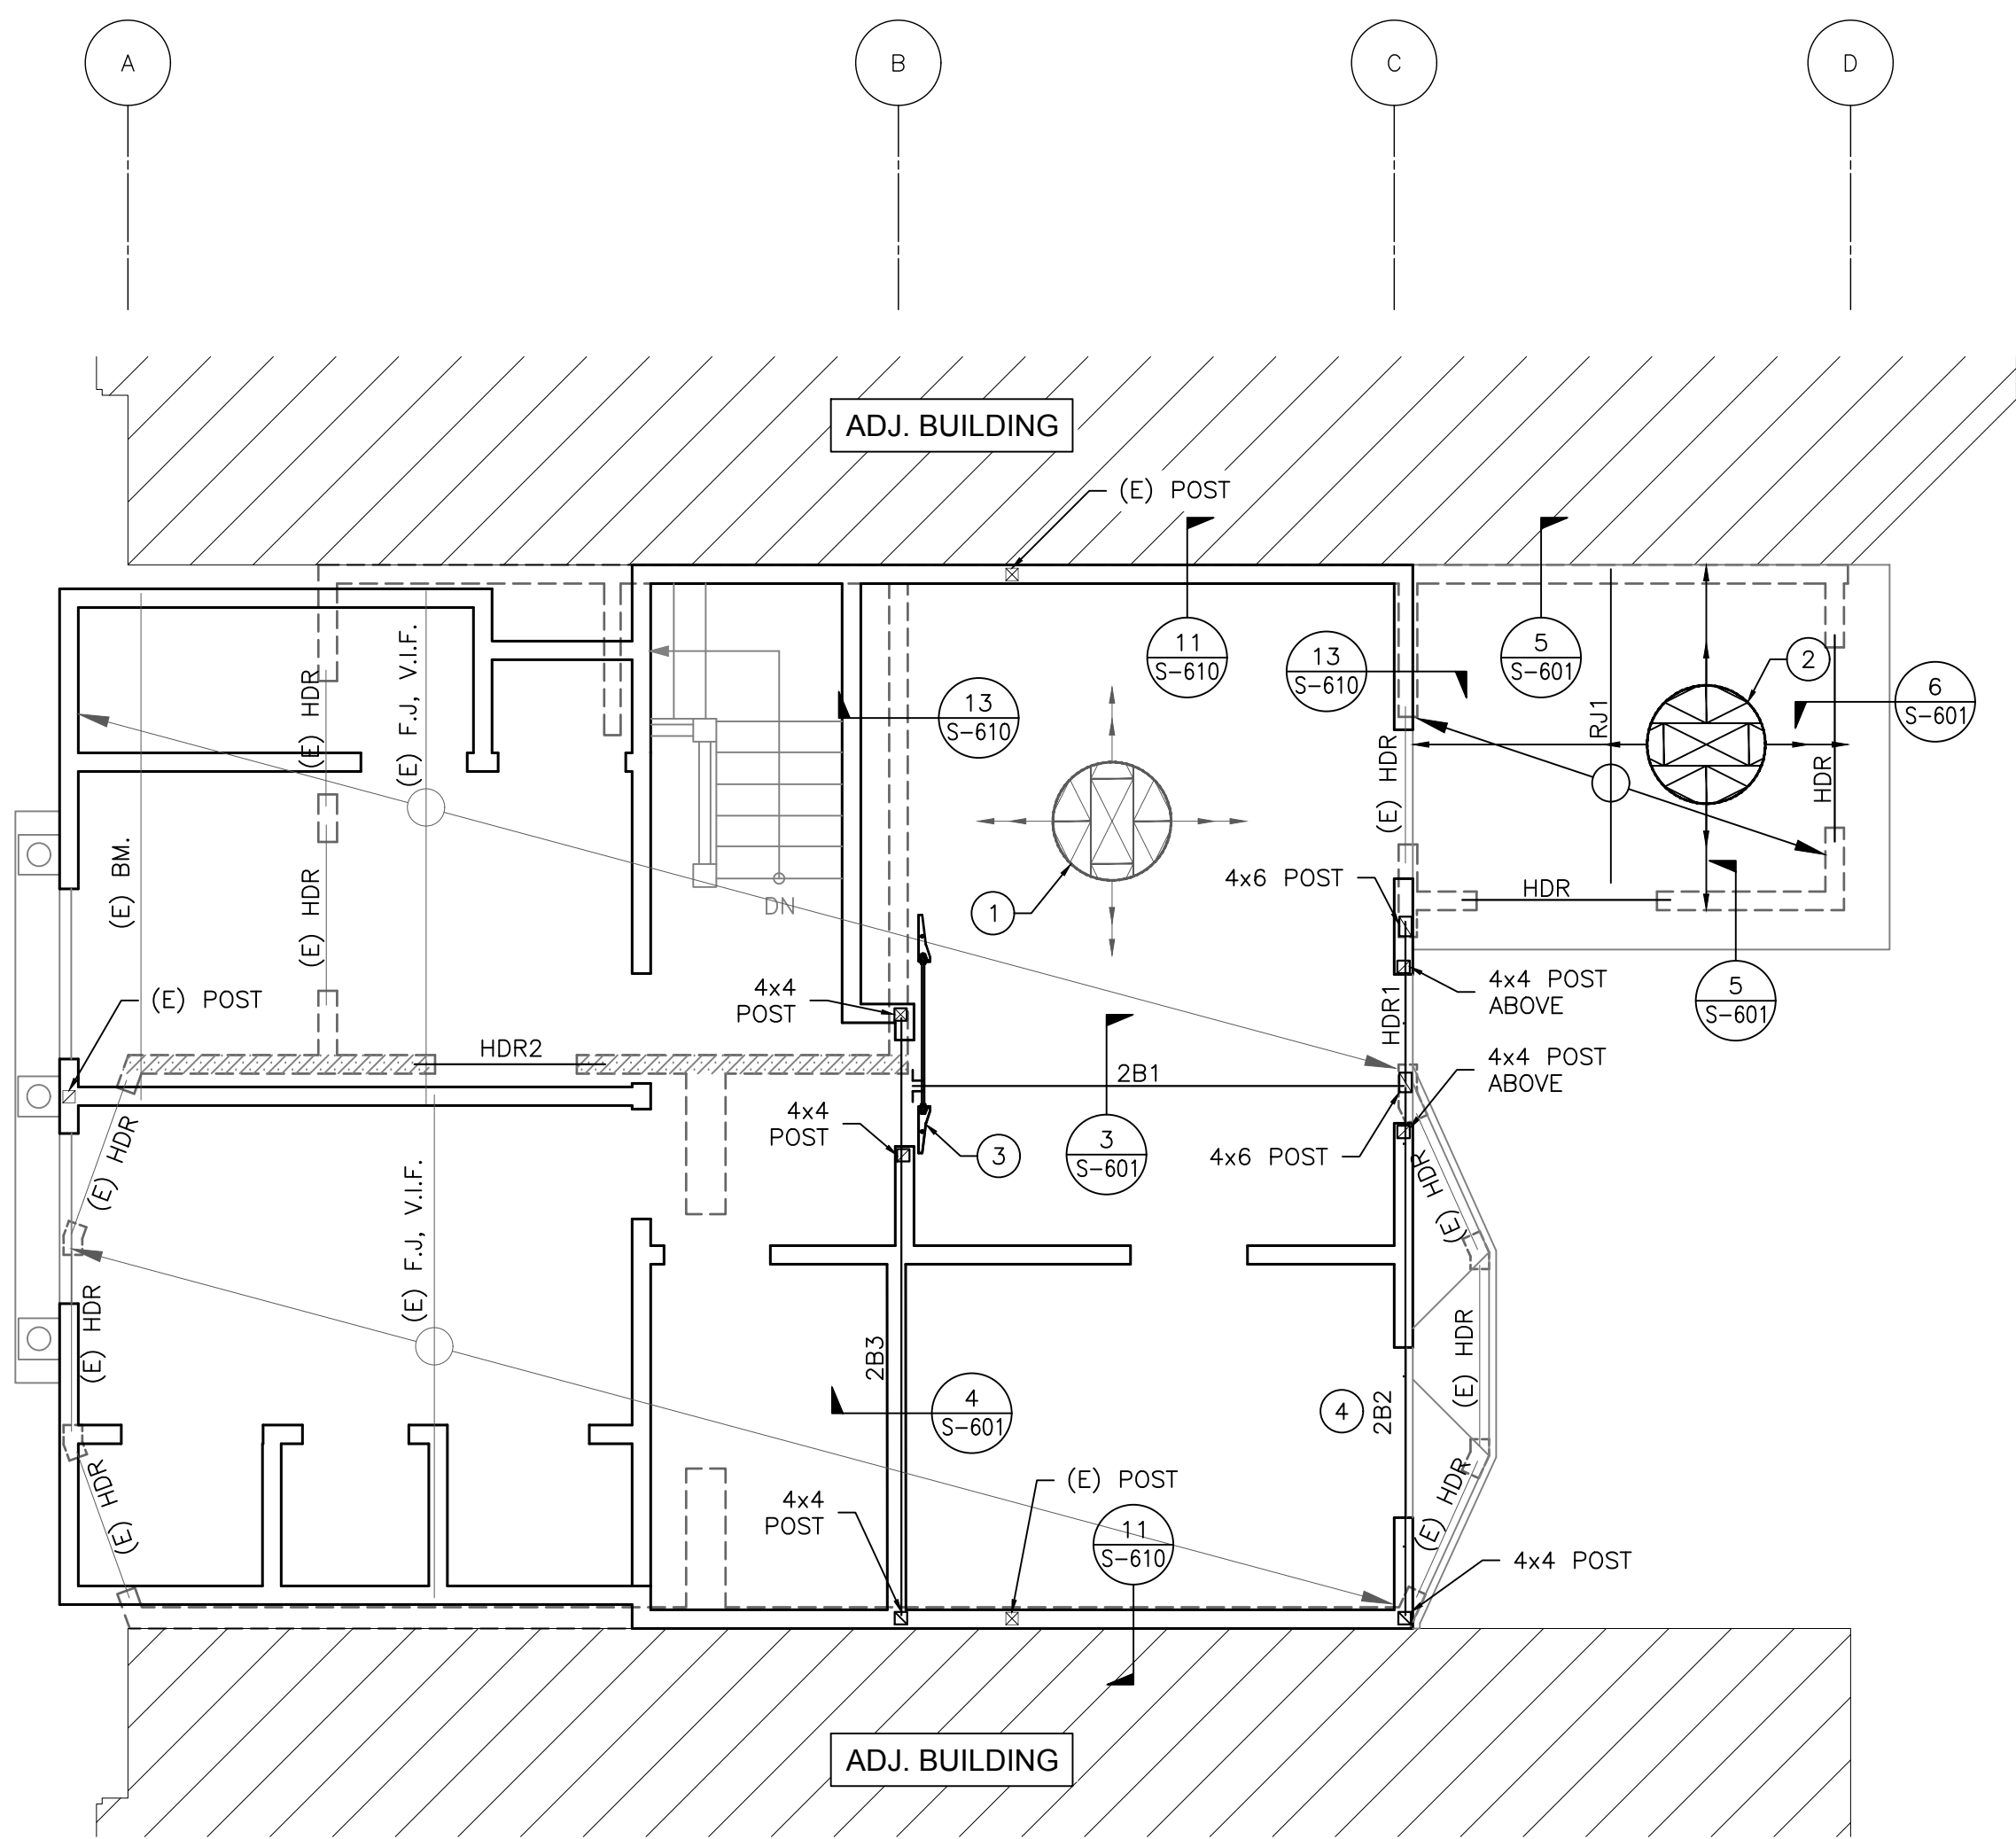 A
B
C
D
ADJ. BUILDING
(E) POST
11
S-610
13
S-610
5
S-601
2
6
S-601
13
S-610
(E) HDR
(E) F.J, V.I.F.
RJ1
(E) HDR
HDR
(E) BM.
(E) HDR
DN
1
4x6 POST
HDR
(E) POST
4x4
POST
HDR1
4x4 POST
ABOVE
5
S-601
HDR2
2B1
4x4 POST
ABOVE
4x4
POST
3
3
S-601
4x6 POST
(E) HDR
(E) F.J, V.I.F.
(E) HDR
(E) HDR
2B3
(E) HDR
4
S-601
4
2B2
(E) HDR
(E) POST
4x4
POST
11
S-610
(E) HDR
4x4 POST
ADJ. BUILDING